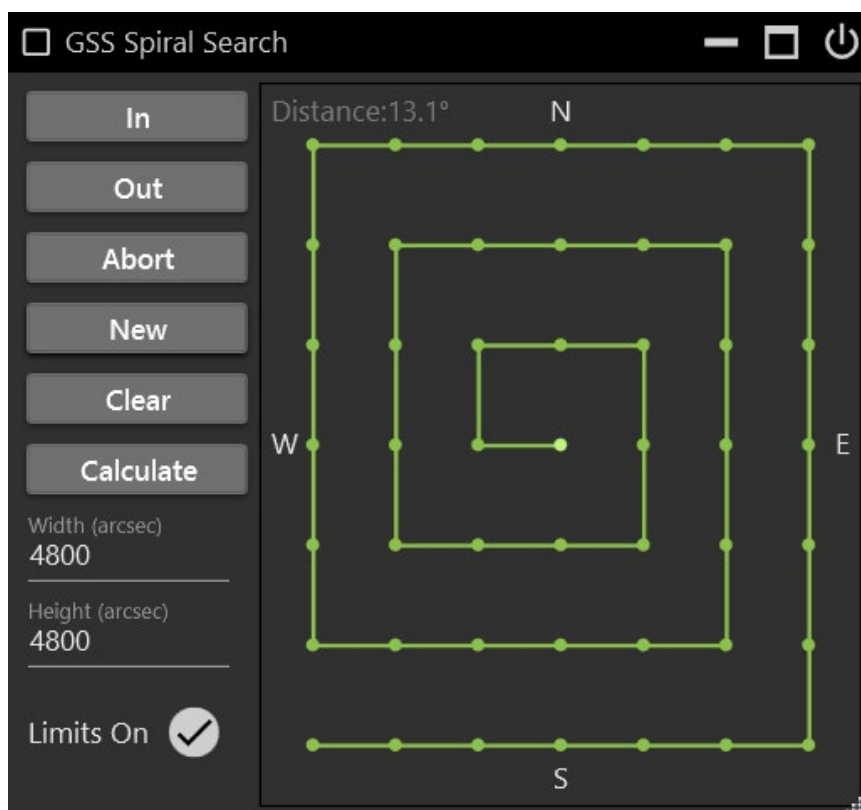 GSS Spiral Search
In
Out
Abort
New
Clear
Calculate
Width (arcsec)
4800
Height (arcsec)
4800
Limits On
Distance:13.1°
N
W
E
S